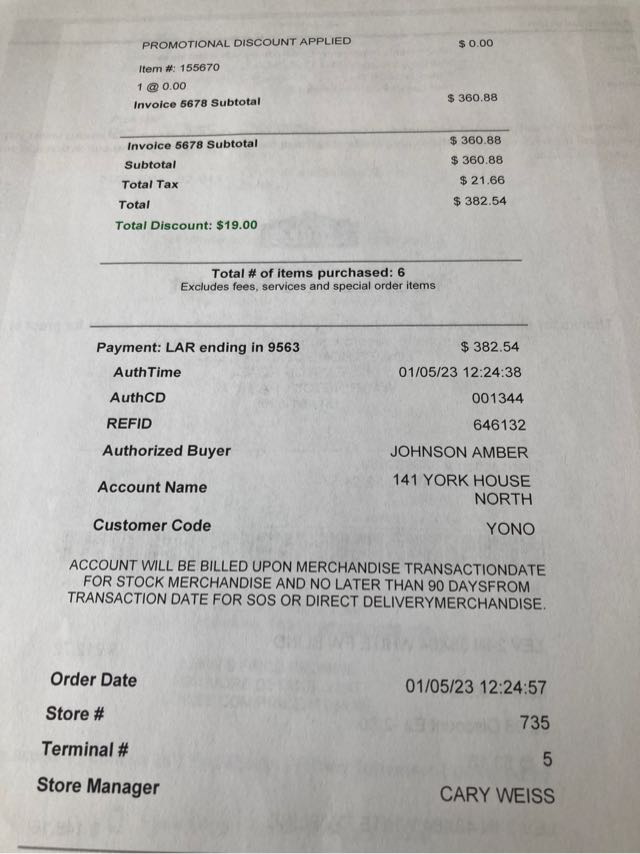 PROMOTIONAL DISCOUNT APPLIED $ 0.00
Item #: 155670
1 @ 0.00
Invoice 5678 Subtotal $ 360.88
Invoice 5678 Subtotal $ 360.88
Subtotal $ 360.88
Total Tax $ 21.66
Total $ 382.54
Total Discount: $19.00
Total # of items purchased: 6
Excludes fees, services and special order items
Payment: LAR ending in 9563 $ 382.54
AuthTime 01/05/23 12:24:38
AuthCD 001344
REFID 646132
Authorized Buyer JOHNSON AMBER
Account Name 141 YORK HOUSE
NORTH
Customer Code YONO
ACCOUNT WILL BE BILLED UPON MERCHANDISE TRANSACTIONDATE
FOR STOCK MERCHANDISE AND NO LATER THAN 90 DAYSFROM
TRANSACTION DATE FOR SOS OR DIRECT DELIVERYMERCHANDISE.
Order Date 01/05/23 12:24:57
Store # 735
Terminal # 5
Store Manager CARY WEISS